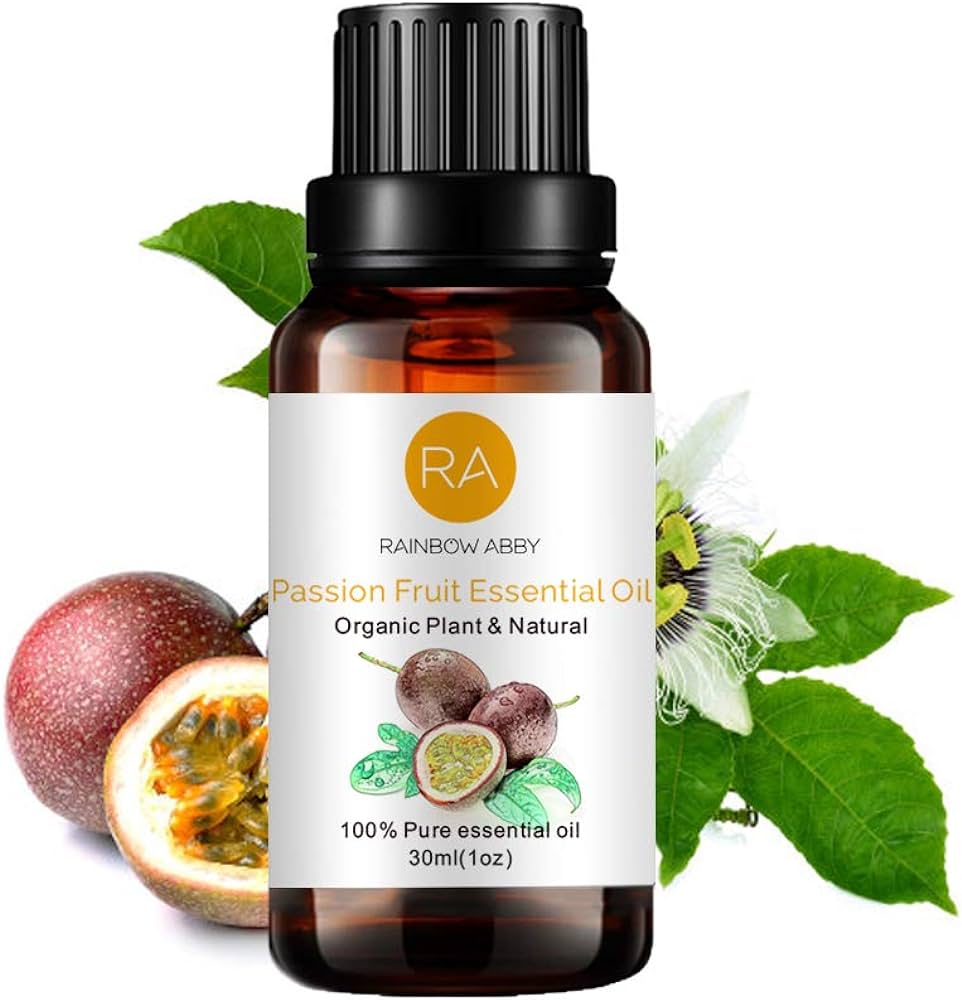 RA
RAINBOW ABBY
Passion Fruit Essential Oil
Organic Plant & Natural
100% Pure essential oil
30ml(1oz)